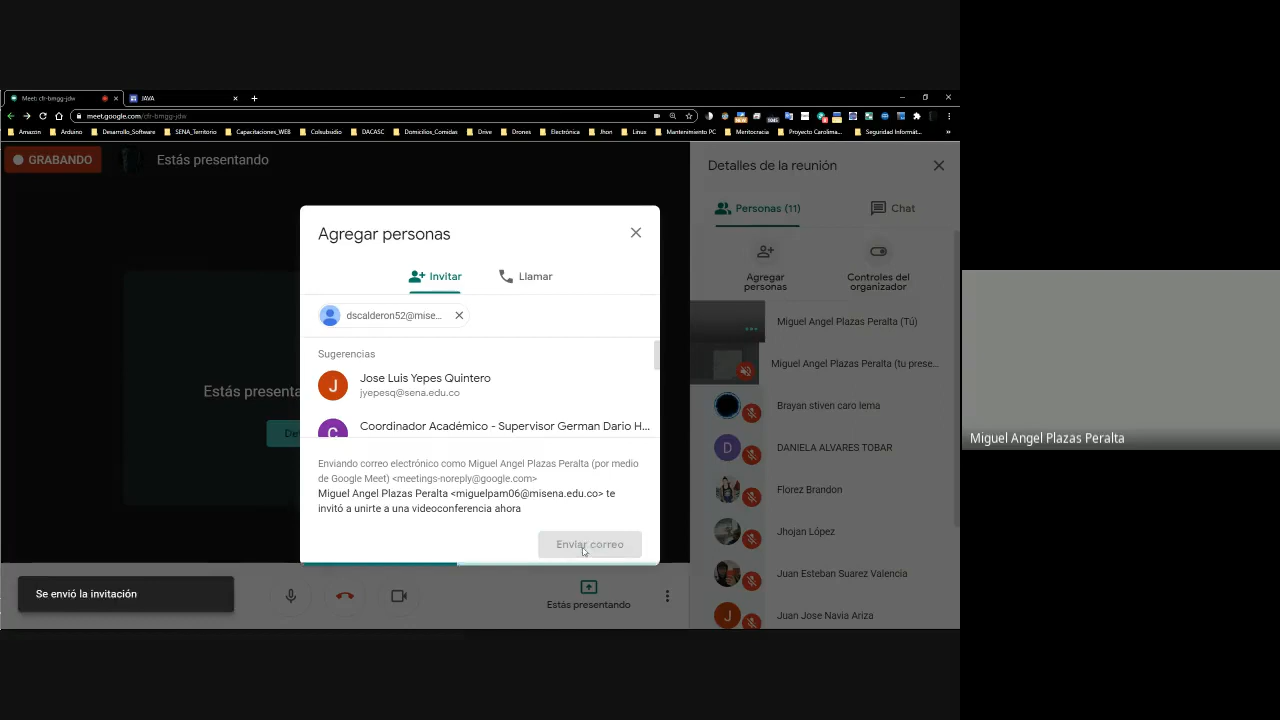 Meet: cfr-bmgg-jdw
JAVA
meet.google.com/cfr-bmgg-jdw
Amazon
Arduino
Desarrollo_Software
SENA_Territorio
Capacitaciones_WEB
Colsubsidio
DACASC
Domicilios_Comidas
Drive
Drones
Electrónica
Jhon
Linux
Mantenimiento PC
Meritocracia
Proyecto Carolima...
Seguridad Informát...
GRABANDO
Estás presentando
Detalles de la reunión
Personas (11)
Chat
Agregar personas
Invitar
Llamar
Agregar
personas
Controles del
organizador
dscalderon52@mise...
Sugerencias
Jose Luis Yepes Quintero
jyepesq@sena.edu.co
Coordinador Académico - Supervisor German Dario H...
Estás presenta
De
Enviando correo electrónico como Miguel Angel Plazas Peralta (por medio
de Google Meet) <meetings-noreply@google.com>
Miguel Angel Plazas Peralta <miguelpam06@misena.edu.co> te
invitó a unirte a una videoconferencia ahora
Enviar correo
Miguel Angel Plazas Peralta (Tú)
Miguel Angel Plazas Peralta (tu prese...
Brayan stiven caro lema
D
DANIELA ALVARES TOBAR
Florez Brandon
Jhojan López
Juan Esteban Suarez Valencia
J
Juan Jose Navia Ariza
Se envió la invitación
Estás presentando
Miguel Angel Plazas Peralta